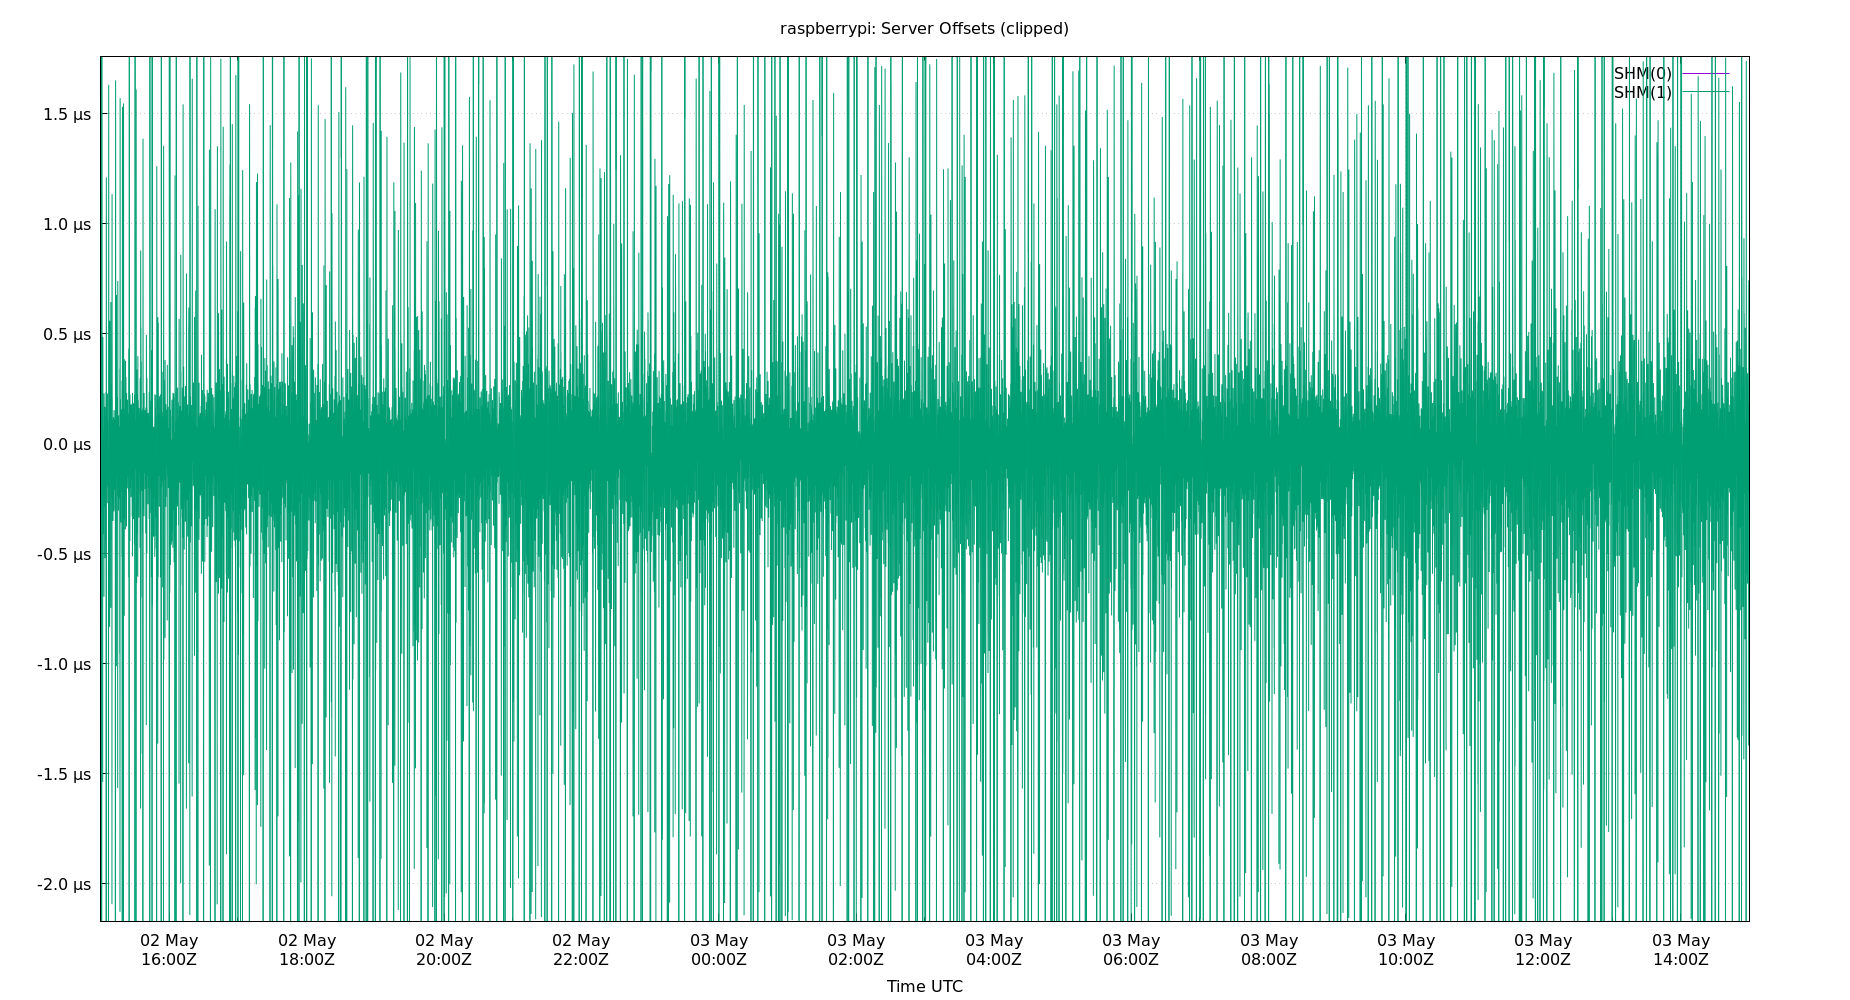 raspberrypi: Server Offsets (clipped)
SHM(0)
SHM(1)
1.5 µs
1.0 µs
0.5 µs
0.0 µs
-0.5 µs
-1.0 µs
-1.5 µs
-2.0 µs
02 May 02 May 02 May 02 May 03 May 03 May 03 May 03 May 03 May 03 May 03 May 03 May
16:00Z 18:00Z 20:00Z 22:00Z 00:00Z 02:00Z 04:00Z 06:00Z 08:00Z 10:00Z 12:00Z 14:00Z
Time UTC